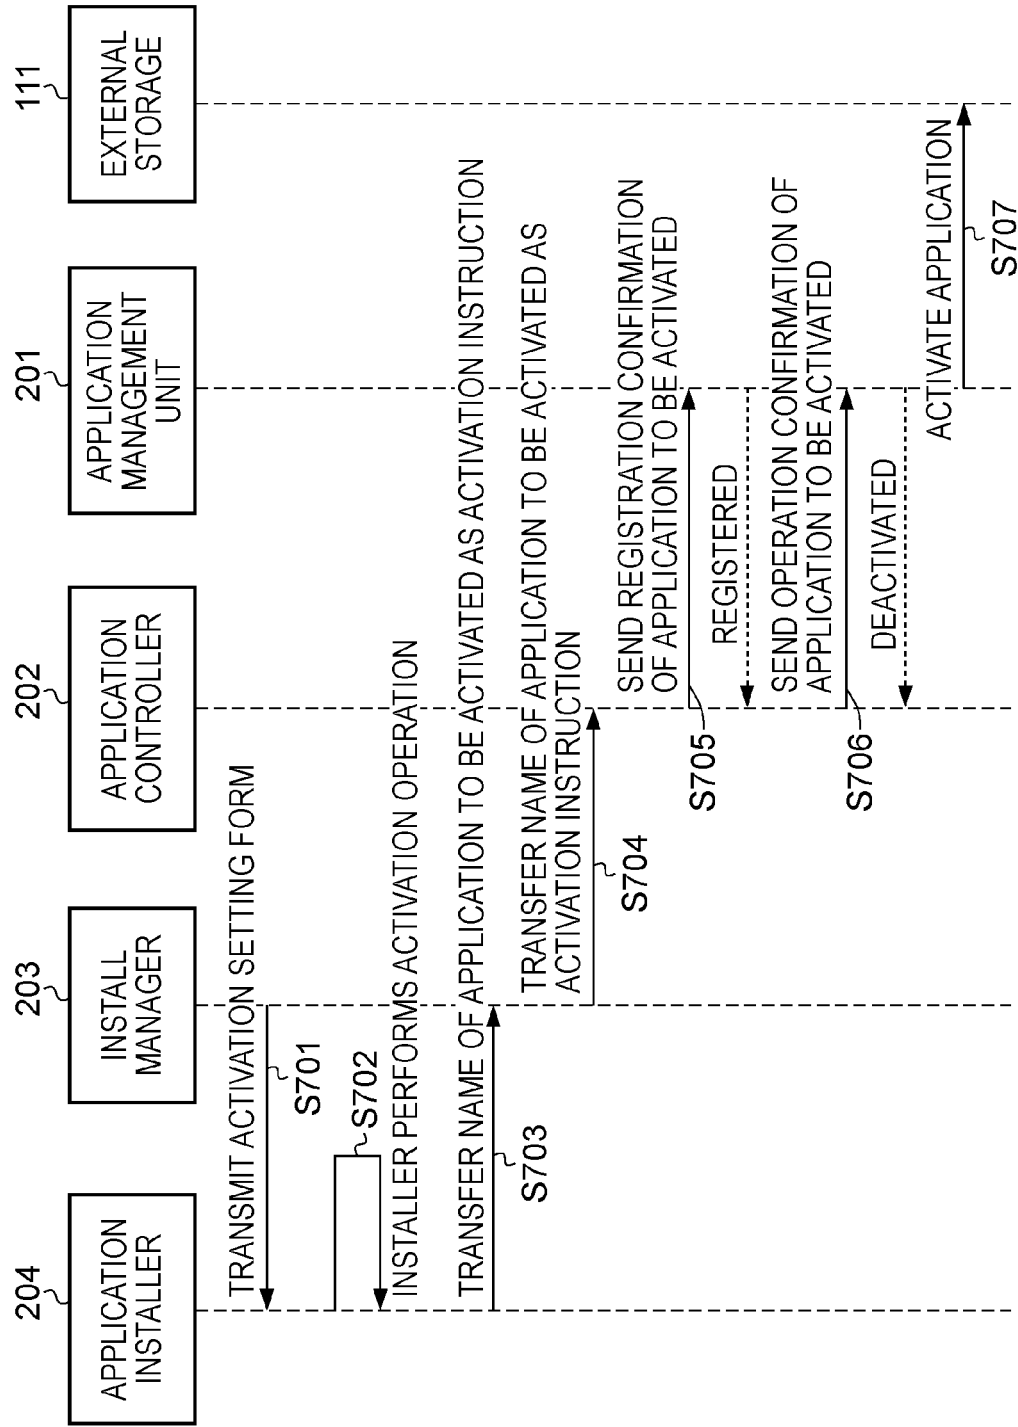 204
APPLICATION
INSTALLER
203
INSTALL
MANAGER
202
APPLICATION
CONTROLLER
201
APPLICATION
MANAGEMENT
UNIT
111
EXTERNAL
STORAGE
TRANSMIT ACTIVATION SETTING FORM
S701
S702
INSTALLER PERFORMS ACTIVATION OPERATION
TRANSFER NAME OF APPLICATION TO BE ACTIVATED AS ACTIVATION INSTRUCTION
S703
TRANSFER NAME OF APPLICATION TO BE ACTIVATED AS
ACTIVATION INSTRUCTION
S704
SEND REGISTRATION CONFIRMATION
OF APPLICATION TO BE ACTIVATED
S705
REGISTERED
SEND OPERATION CONFIRMATION OF
APPLICATION TO BE ACTIVATED
S706
DEACTIVATED
ACTIVATE APPLICATION
S707